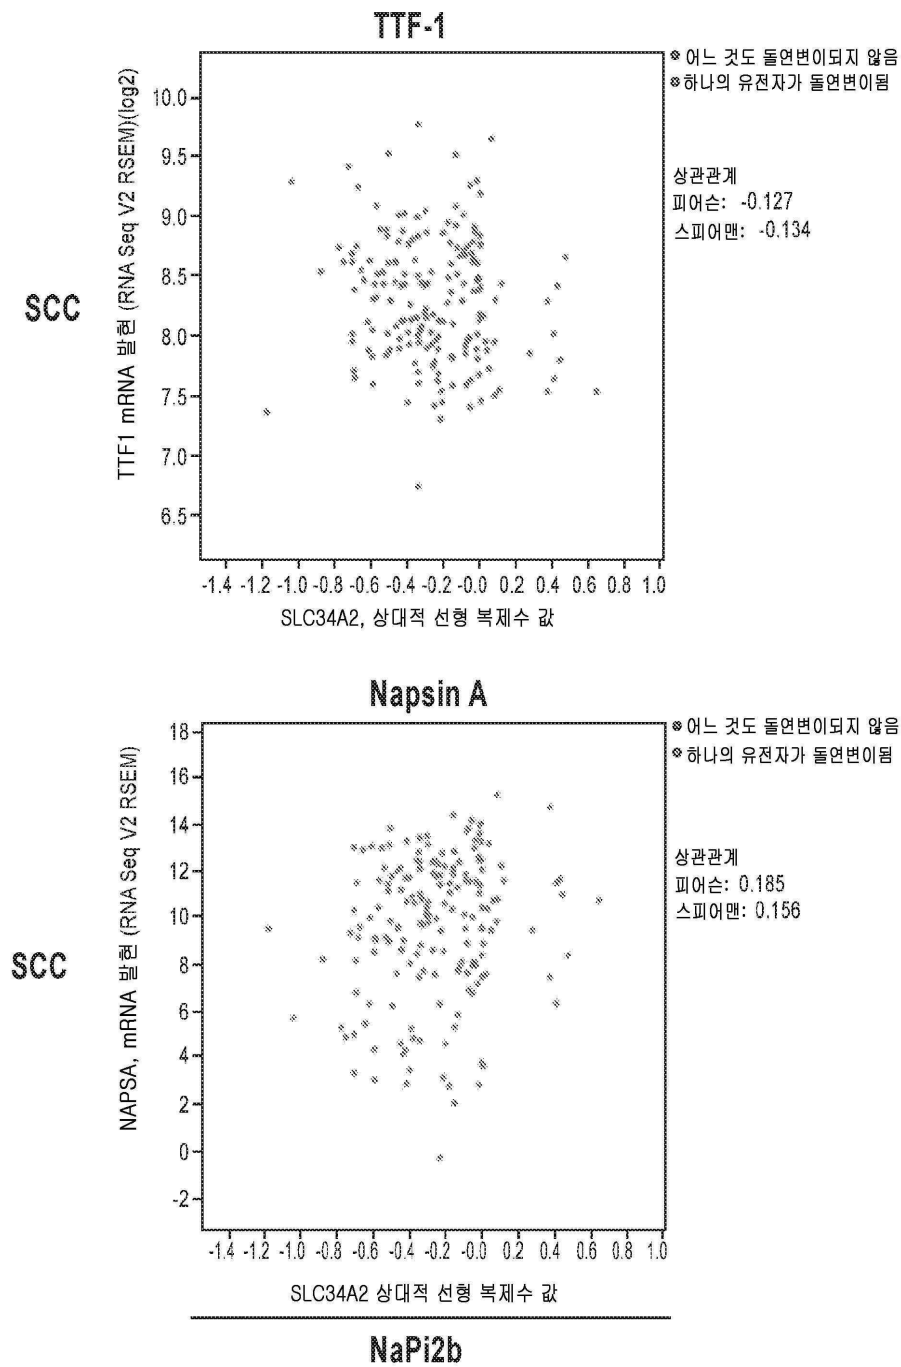 TTF-1
어느 것도 돌연변이되지 않음
하나의 유전자가 돌연변이됨
상관관계
피어슨: -0.127
스피어맨: -0.134
SCC
TTF1 mRNA 발현 (RNA Seq V2 RSEM)(log2)
10.0
9.5
9.0
8.5
8.0
7.5
7.0
6.5
-1.4 -1.2 -1.0 -0.8 -0.6 -0.4 -0.2 -0.0 0.2 0.4 0.6 0.8 1.0
SLC34A2, 상대적 선형 복제수 값
Napsin A
어느 것도 돌연변이되지 않음
하나의 유전자가 돌연변이됨
상관관계
피어슨: 0.185
스피어맨: 0.156
SCC
NAPSA, mRNA 발현 (RNA Seq V2 RSEM)
18
16
14
12
10
8
6
4
2
0
-2
-1.4 -1.2 -1.0 -0.8 -0.6 -0.4 -0.2 -0.0 0.2 0.4 0.6 0.8 1.0
SLC34A2 상대적 선형 복제수 값
NaPi2b